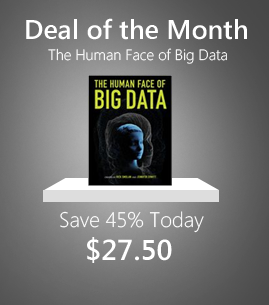 Deal of the Month
The Human Face of Big Data
THE HUMAN FACE OF
BIG DATA
Save 45% Today
$27.50